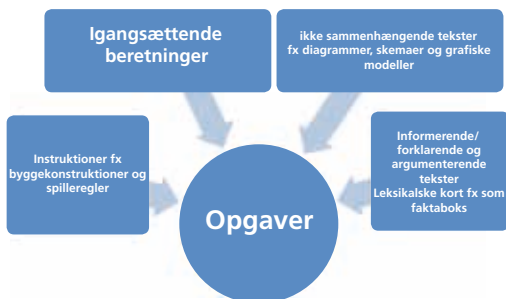 Igangsættende
beretninger
ikke sammenhængende tekster
fx diagrammer, skemaer og grafiske
modeller
Instruktioner fx
byggekonstruktioner og
spilleregler
Informerende/
forklarende og
argumenterende
tekster
Leksikalske kort fx som
faktaboks
Opgaver